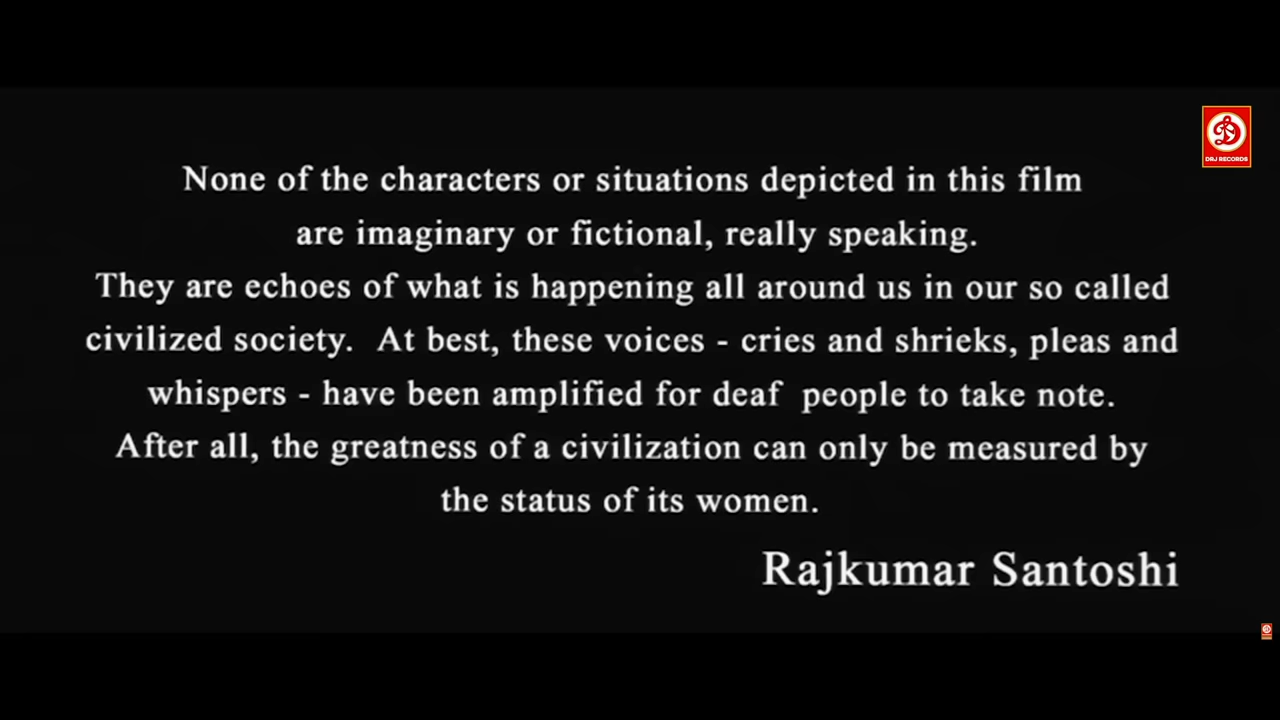 DRJ RECORDS
None of the characters or situations depicted in this film
are imaginary or fictional, really speaking.
They are echoes of what is happening all around us in our so called
civilized society. At best, these voices - cries and shrieks, pleas and
whispers - have been amplified for deaf people to take note.
After all, the greatness of a civilization can only be measured by
the status of its women.
Rajkumar Santoshi